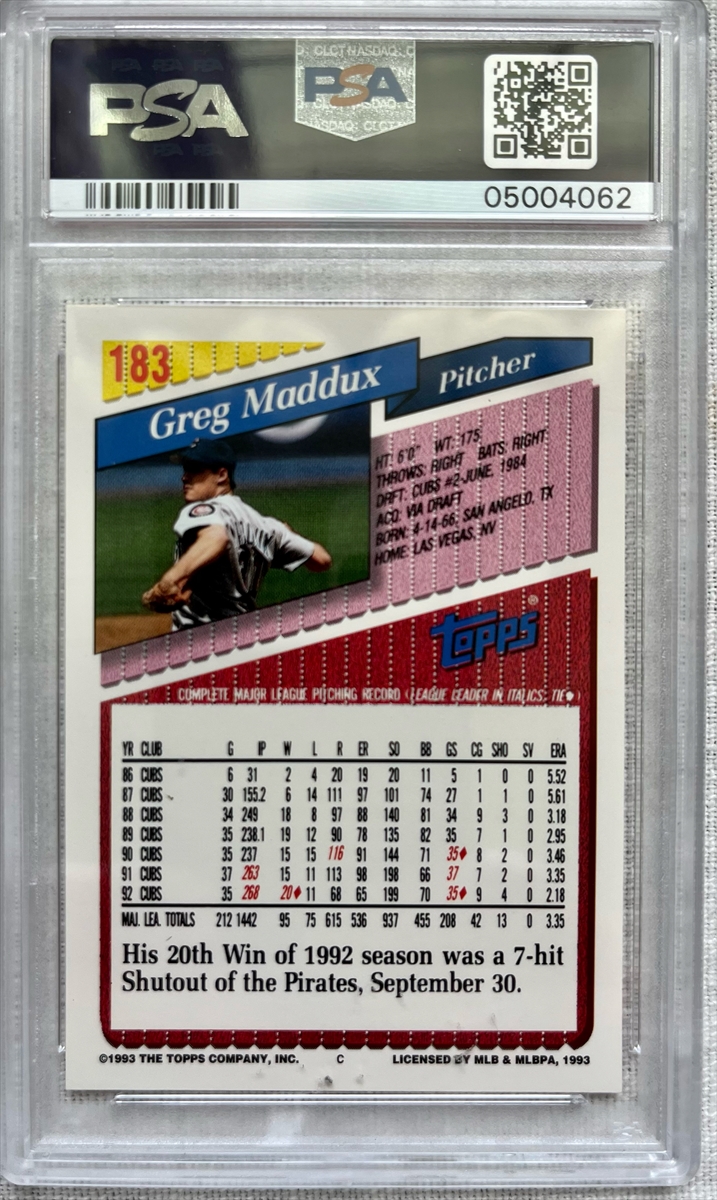 PSA
PSA
05004062
183
Greg Maddux
Pitcher
HT: 6'0" WT: 175
THROWS: RIGHT BATS: RIGHT
DRFT: CUBS #2-JUNE, 1984
ACQ: VIA DRAFT
BORN: 4-14-66, SAN ANGELO, TX
HOME: LAS VEGAS, NV
Topps®
COMPLETE MAJOR LEAGUE PITCHING RECORD (LEAGUE LEADER IN ITALICS, TIE♦)
YR CLUB G IP W L R ER SO BB GS CG SHO SV ERA
86 CUBS 6 31 2 4 20 19 20 11 5 1 0 0 5.52
87 CUBS 30 155.2 6 14 111 97 101 74 27 1 1 0 5.61
88 CUBS 34 249 18 8 97 88 140 81 34 9 3 0 3.18
89 CUBS 35 238.1 19 12 90 78 135 82 35 7 1 0 2.95
90 CUBS 35 237 15 15 116 91 144 71 35♦ 8 2 0 3.46
91 CUBS 37 263 15 11 113 98 198 66 37 7 2 0 3.35
92 CUBS 35 268 20♦ 11 68 65 199 70 35♦ 9 4 0 2.18
MAJ. LEA. TOTALS 212 1442 95 75 615 536 937 455 208 42 13 0 3.35
His 20th Win of 1992 season was a 7-hit
Shutout of the Pirates, September 30.
©1993 THE TOPPS COMPANY, INC. C LICENSED BY MLB & MLBPA, 1993